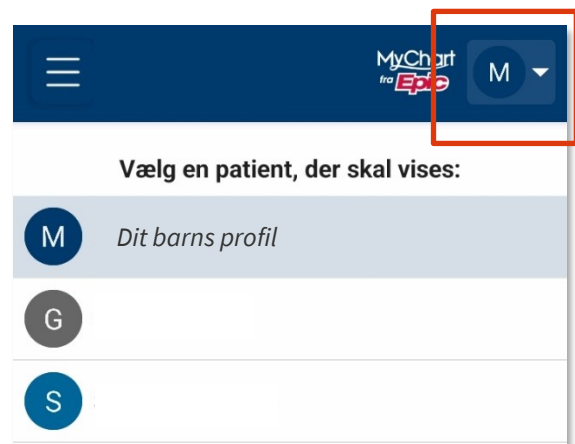 MyChart
fra Epic
M
Vælg en patient, der skal vises:
M Dit barns profil
G
S